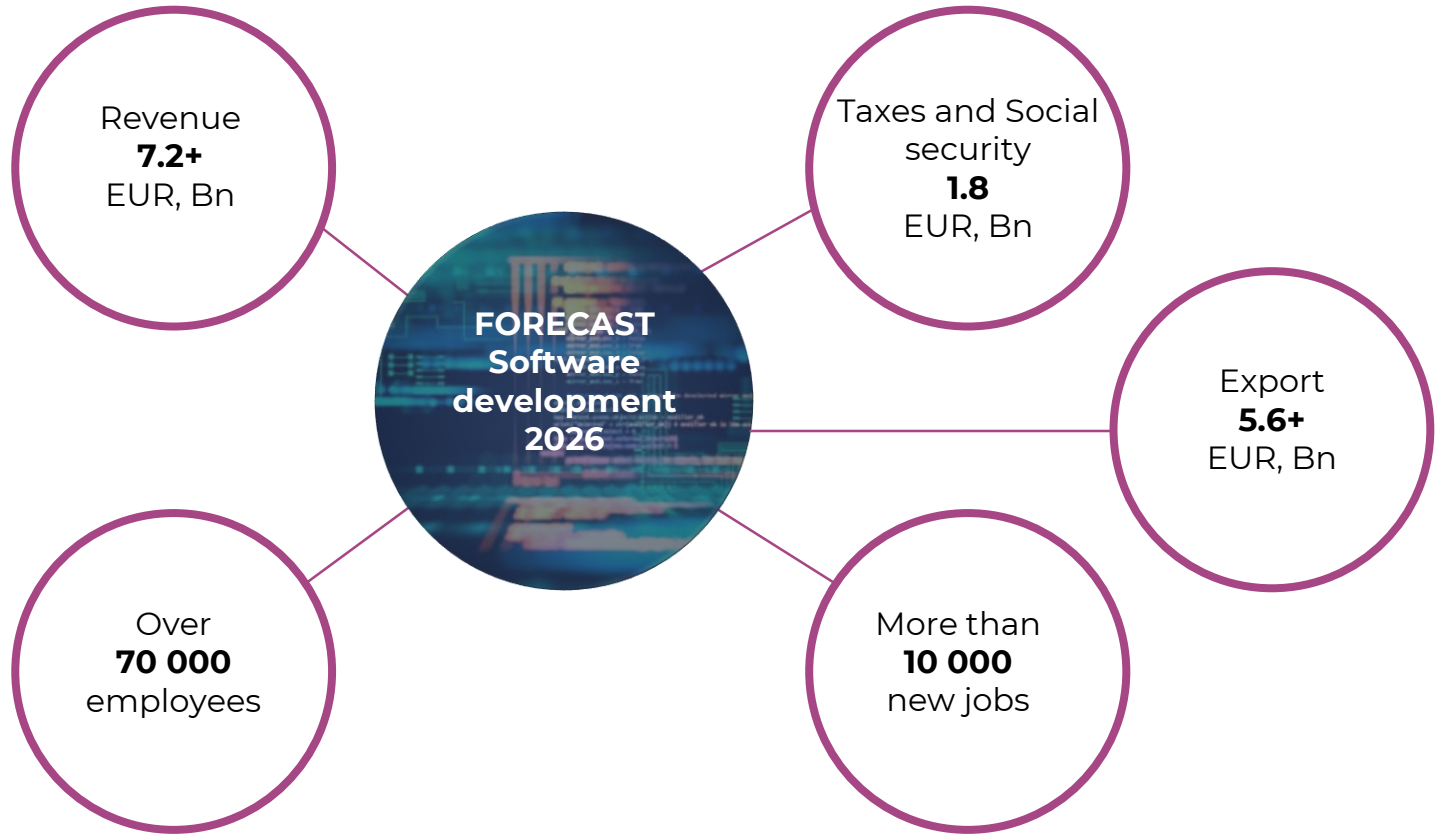 Revenue
7.2+
EUR, Bn
Taxes and Social
security
1.8
EUR, Bn
FORECAST
Software
development
2026
Export
5.6+
EUR, Bn
Over
70 000
employees
More than
10 000
new jobs